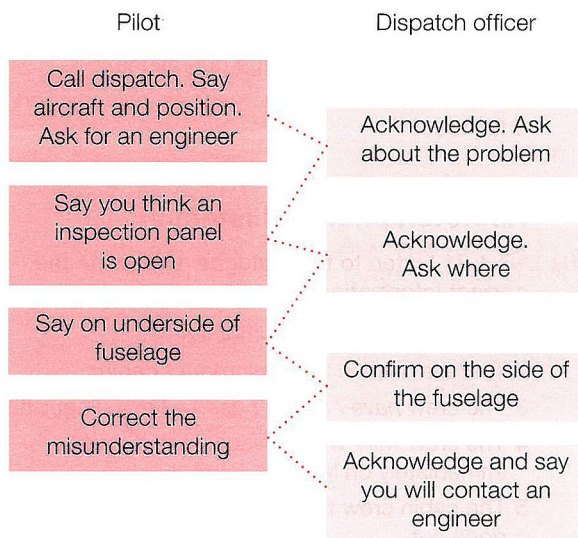 Pilot
Dispatch officer
Call dispatch. Say
aircraft and position.
Ask for an engineer
Acknowledge. Ask
about the problem
Say you think an
inspection panel
is open
Acknowledge.
Ask where
Say on underside of
fuselage
Confirm on the side of
the fuselage
Correct the
misunderstanding
Acknowledge and say
you will contact an
engineer